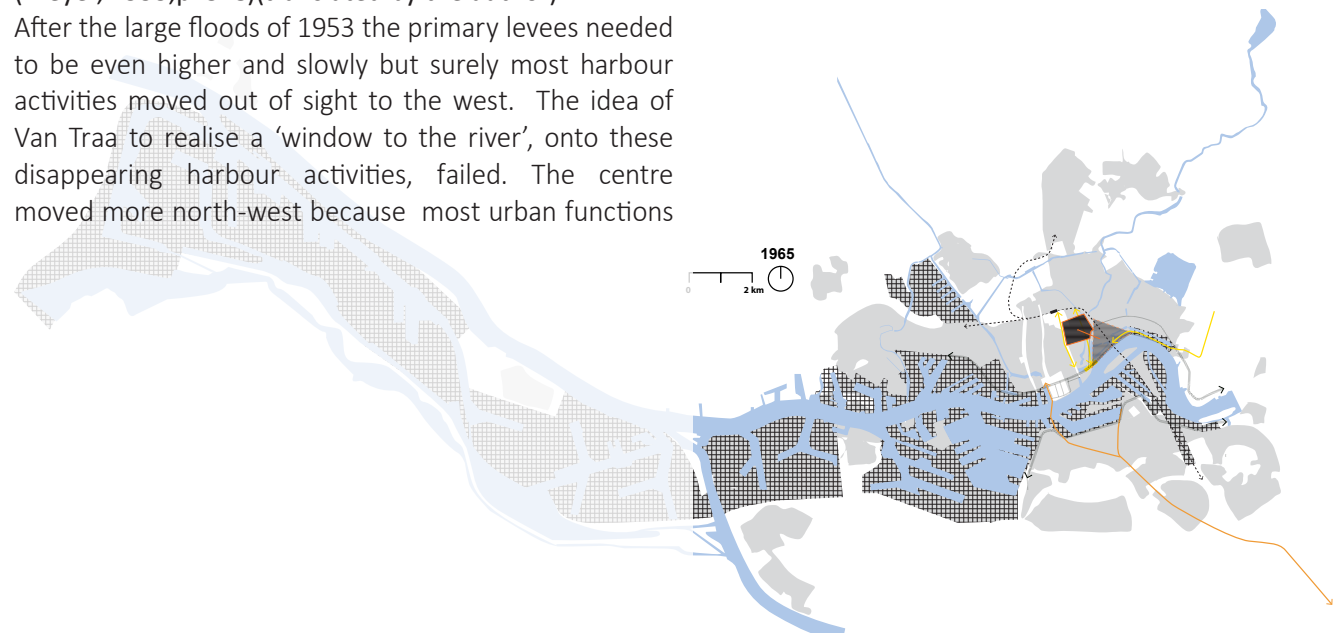 After the large floods of 1953 the primary levees needed
to be even higher and slowly but surely most harbour
activities moved out of sight to the west.  The idea of
Van Traa to realise a ‘window to the river’, onto these
disappearing harbour activities, failed. The centre
moved more north-west because  most urban functions
1965
0
2 km